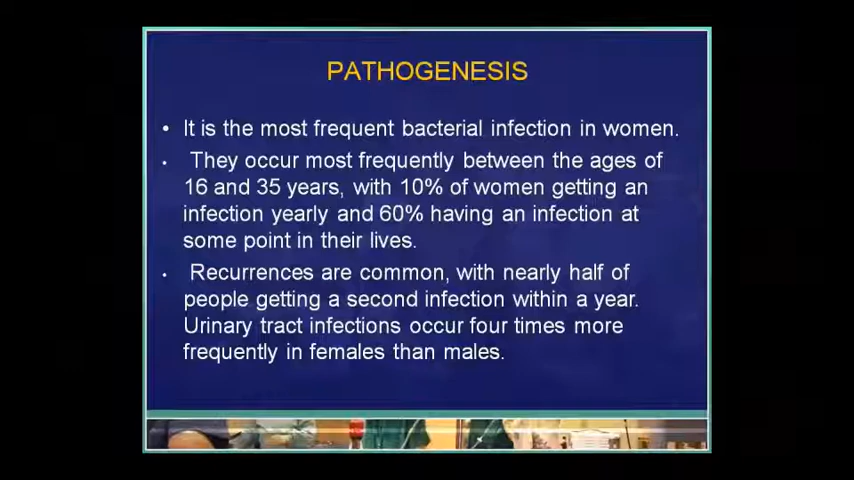 PATHOGENESIS
• It is the most frequent bacterial infection in women.
• They occur most frequently between the ages of
16 and 35 years, with 10% of women getting an
infection yearly and 60% having an infection at
some point in their lives.
• Recurrences are common, with nearly half of
people getting a second infection within a year.
Urinary tract infections occur four times more
frequently in females than males.